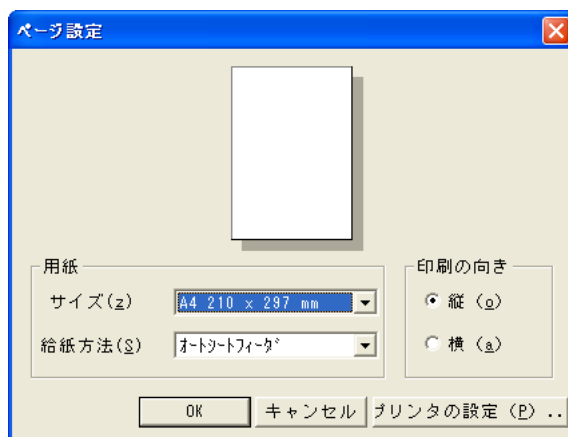 ページ設定
用紙
サイズ(z)
A4 210 x 297 mm
給紙方法(S)
ｵｰﾄｼｰﾄﾌｨｰﾀﾞ
印刷の向き
縦 (o)
横 (a)
OK
キャンセル
プリンタの設定 (P) ..